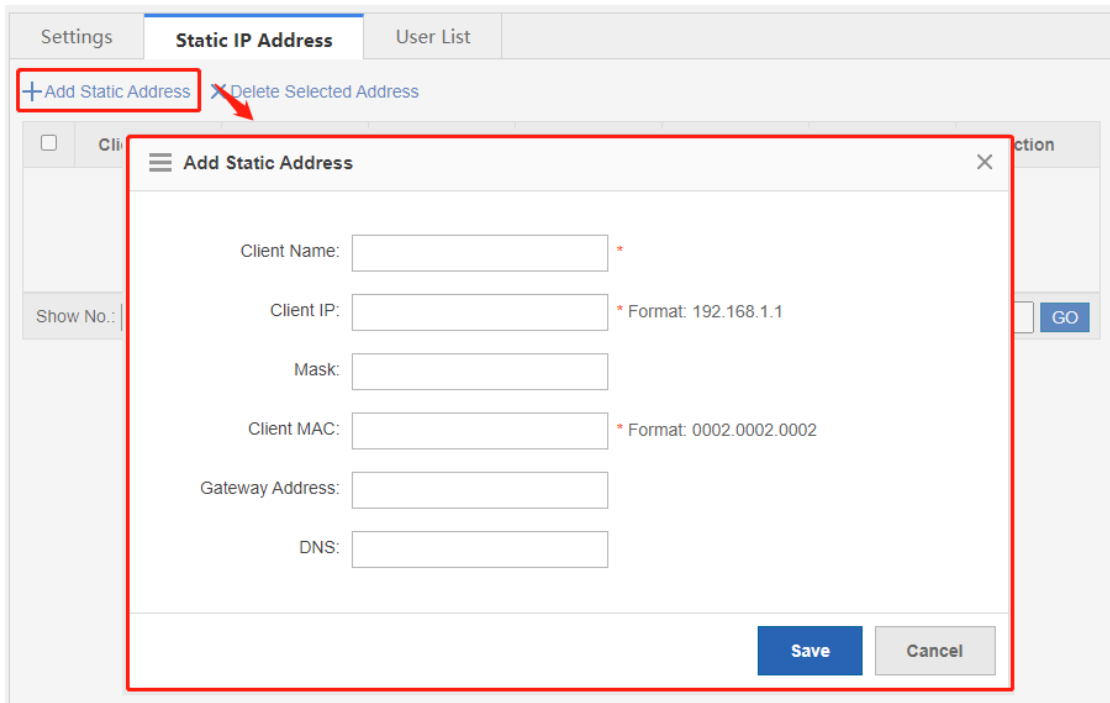 Settings Static IP Address User List
Add Static Address Delete Selected Address
Add Static Address
Client Name: *
Client IP: * Format: 192.168.1.1
Mask:
Client MAC: * Format: 0002.0002.0002
Gateway Address:
DNS:
Show No.: GO
Save Cancel